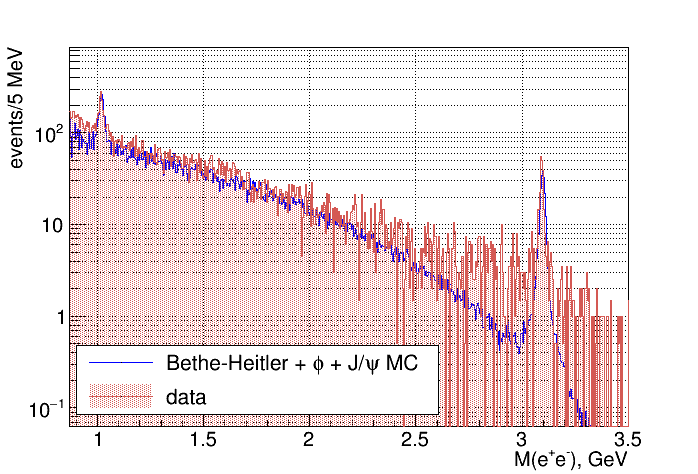 events/5 MeV
10²
10
1
10⁻¹
Bethe-Heitler + ϕ + J/ψ MC
data
1 1.5 2 2.5 3 3.5
M(e⁺e⁻), GeV